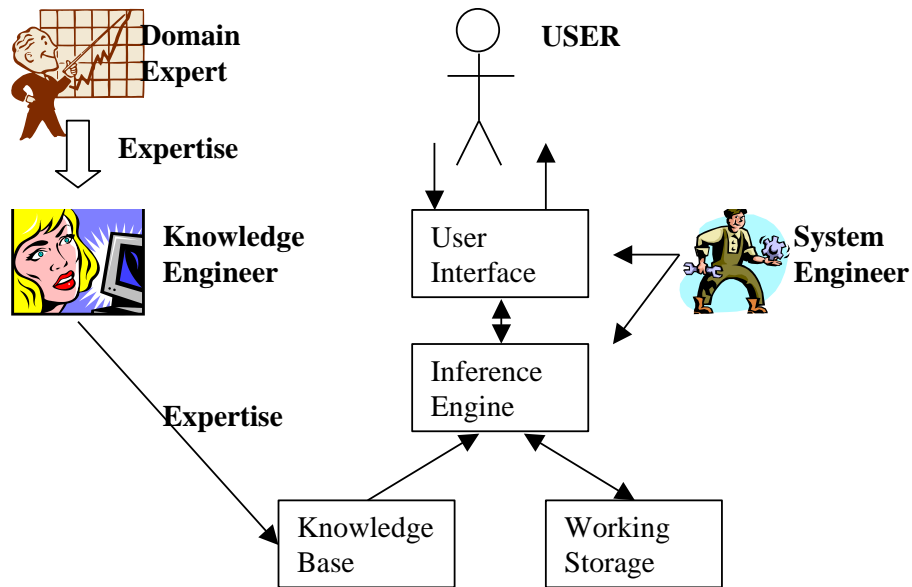 Domain
Expert
USER
Expertise
Knowledge
Engineer
User
Interface
System
Engineer
Inference
Engine
Expertise
Knowledge
Base
Working
Storage